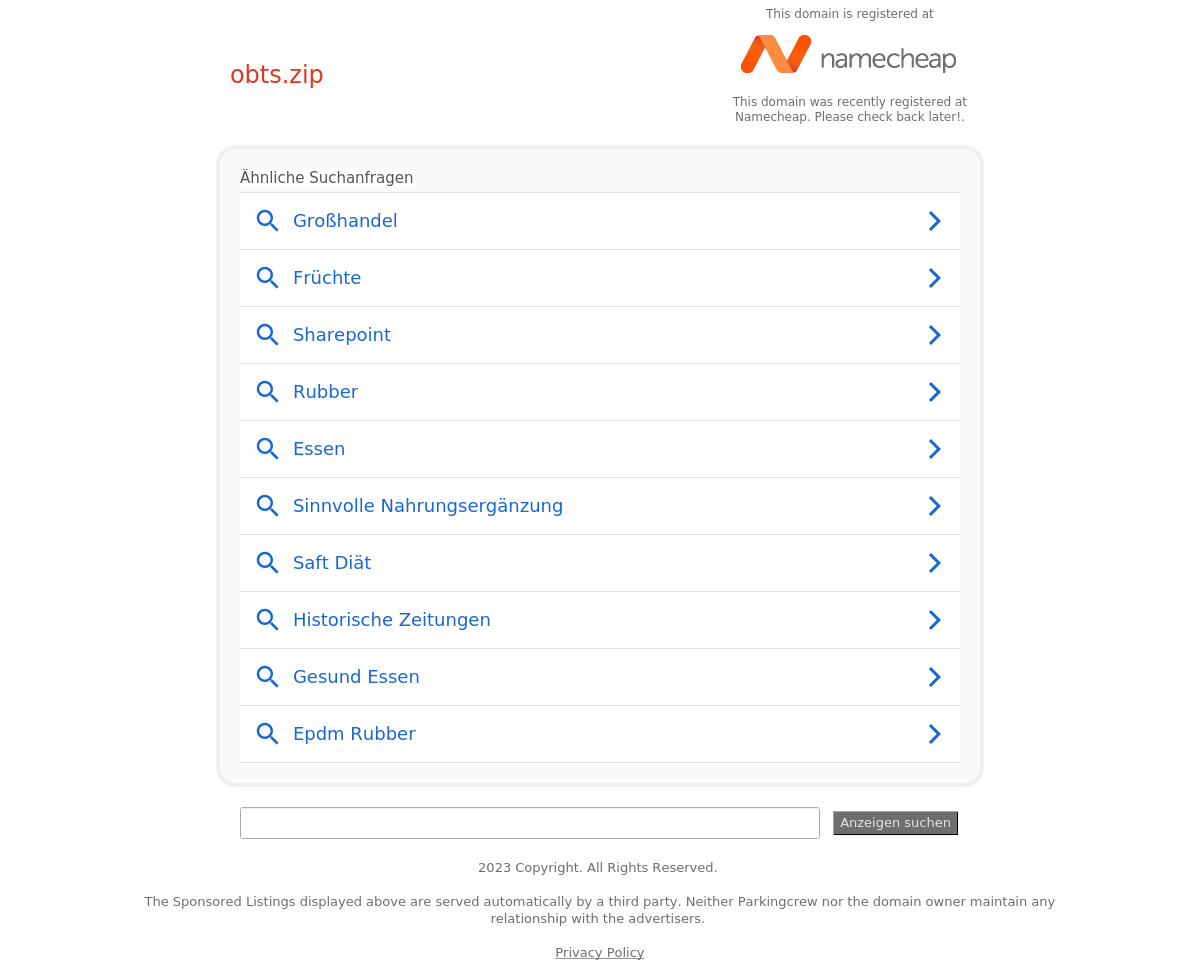 This domain is registered at
namecheap
obts.zip
This domain was recently registered at
Namecheap. Please check back later!.
Ähnliche Suchanfragen
Großhandel
Früchte
Sharepoint
Rubber
Essen
Sinnvolle Nahrungsergänzung
Saft Diät
Historische Zeitungen
Gesund Essen
Epdm Rubber
Anzeigen suchen
2023 Copyright. All Rights Reserved.
The Sponsored Listings displayed above are served automatically by a third party. Neither Parkingcrew nor the domain owner maintain any
relationship with the advertisers.
Privacy Policy